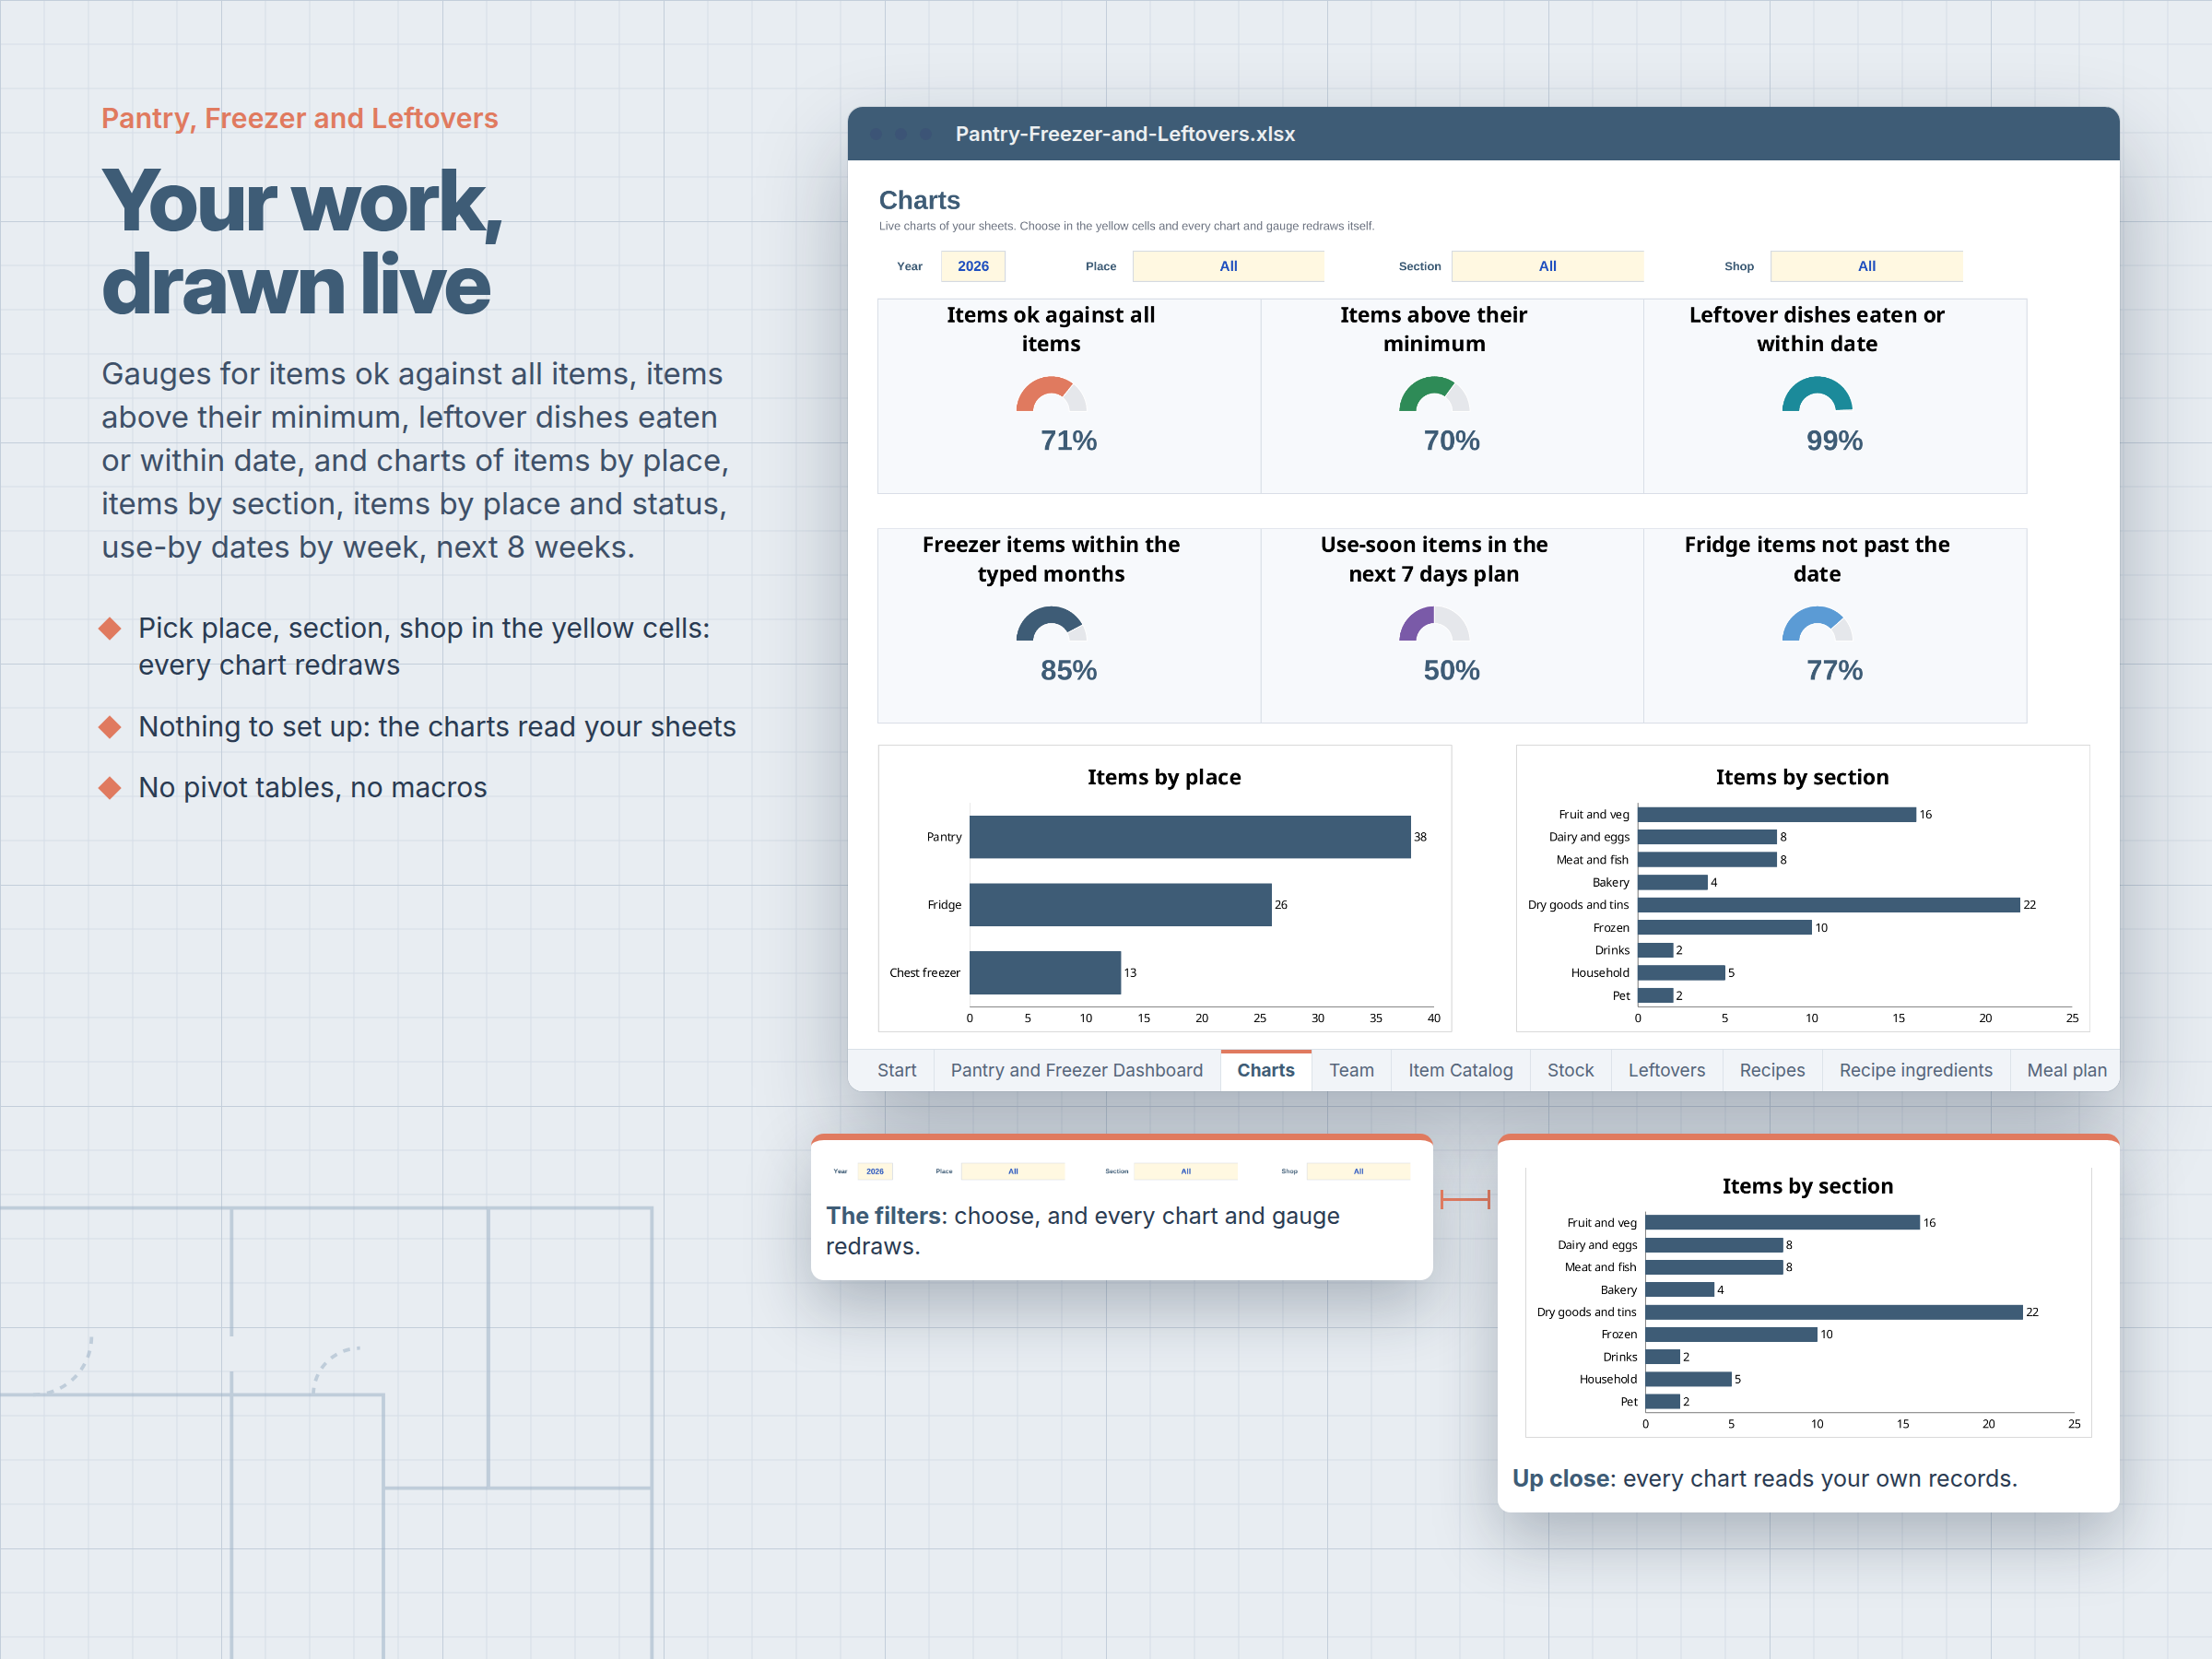 Pantry, Freezer and Leftovers
Your work,
drawn live
Gauges for items ok against all items, items
above their minimum, leftover dishes eaten
or within date, and charts of items by place,
items by section, items by place and status,
use-by dates by week, next 8 weeks.
Pick place, section, shop in the yellow cells:
every chart redraws
Nothing to set up: the charts read your sheets
No pivot tables, no macros
Pantry-Freezer-and-Leftovers.xlsx
Charts
Live charts of your sheets. Choose in the yellow cells and every chart and gauge redraws itself.
Year 2026 Place All Section All Shop All
Items ok against all
items
71%
Items above their
minimum
70%
Leftover dishes eaten or
within date
99%
Freezer items within the
typed months
85%
Use-soon items in the
next 7 days plan
50%
Fridge items not past the
date
77%
Items by place
Pantry 38
Fridge 26
Chest freezer 13
0 5 10 15 20 25 30 35 40
Items by section
Fruit and veg 16
Dairy and eggs 8
Meat and fish 8
Bakery 4
Dry goods and tins 22
Frozen 10
Drinks 2
Household 5
Pet 2
0 5 10 15 20 25
Start Pantry and Freezer Dashboard Charts Team Item Catalog Stock Leftovers Recipes Recipe ingredients Meal plan
Year 2026 Place All Section All Shop All
The filters: choose, and every chart and gauge
redraws.
Items by section
Fruit and veg 16
Dairy and eggs 8
Meat and fish 8
Bakery 4
Dry goods and tins 22
Frozen 10
Drinks 2
Household 5
Pet 2
0 5 10 15 20 25
Up close: every chart reads your own records.